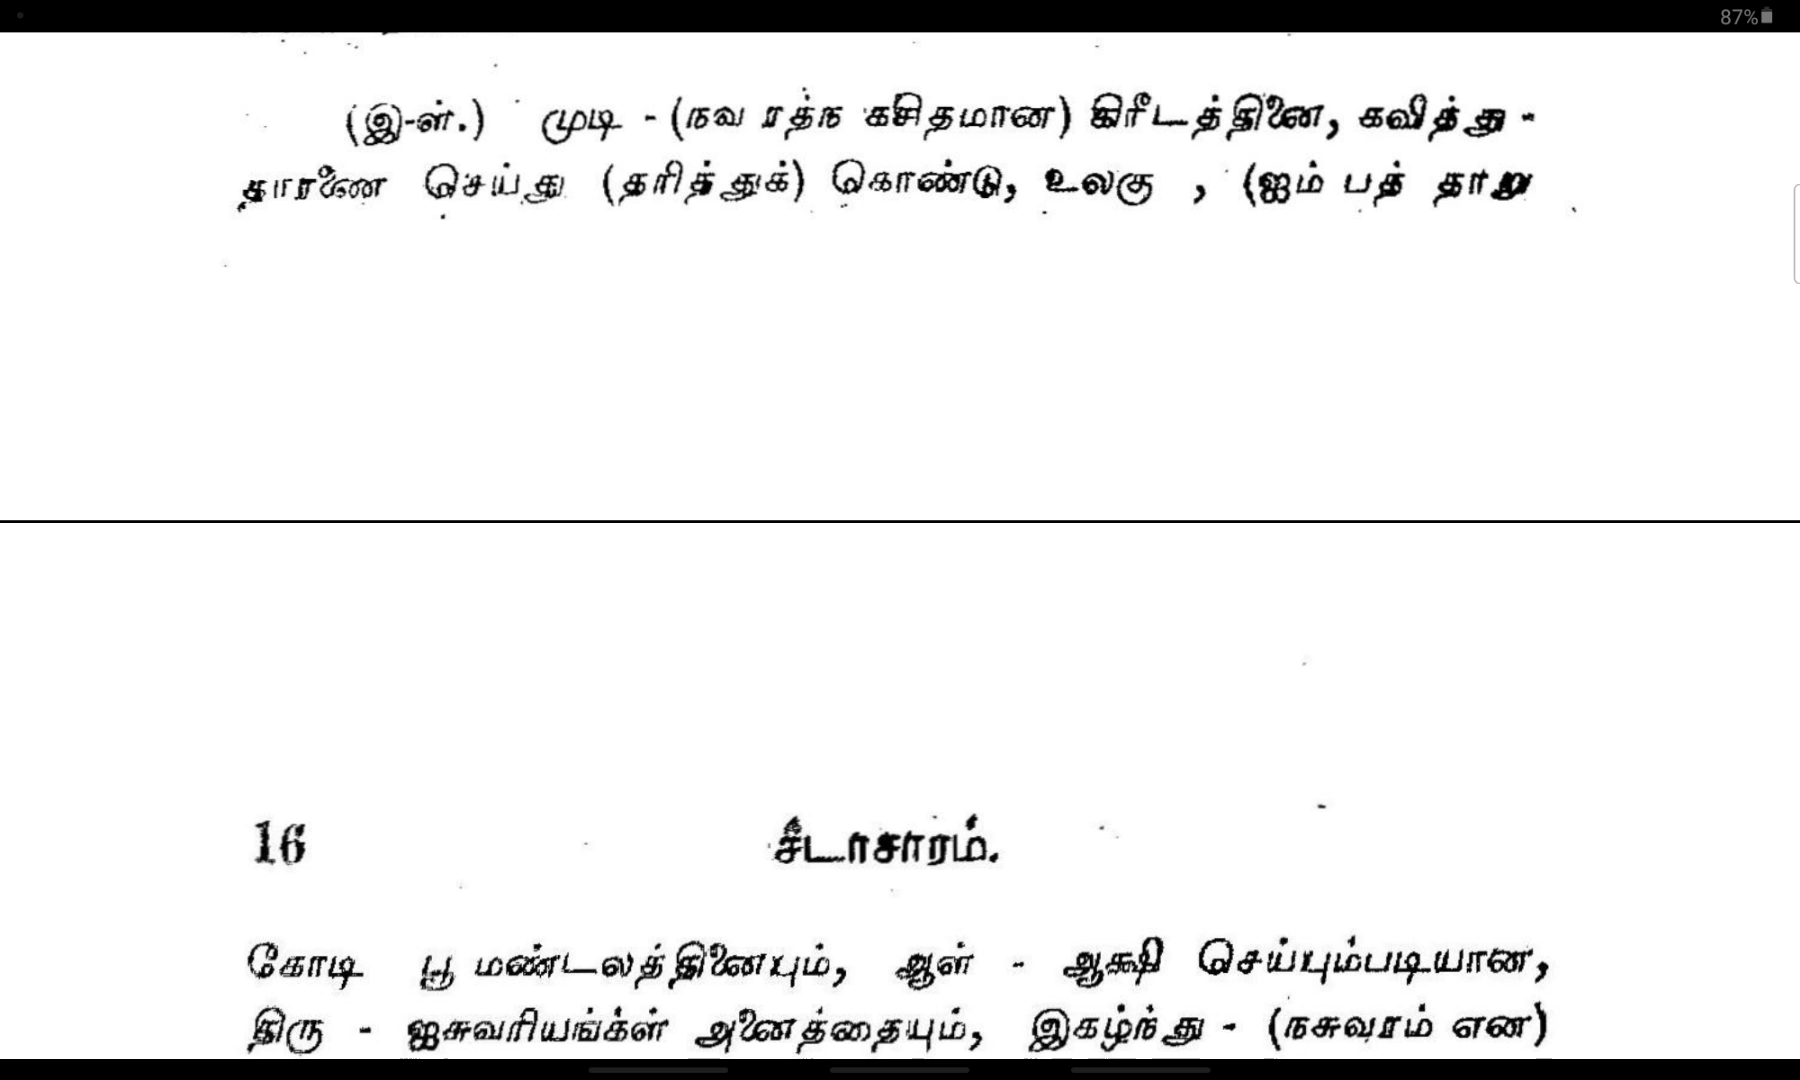 87%
(இ-ள்.) முடி - (நவ ரத்ந கசிதமான) கிரீடத்தினை, கவித்து -
தாரணை செய்து (தரித்துக்) கொண்டு, உலகு , (ஐம் பத் தாறு
16 சீடாசாரம்.
கோடி பூ மண்டலத்தினையும், ஆள் - ஆக்ஷி செய்யும்படியான,
திரு - ஐசுவரியங்க்ள் அனைத்தையும், இகழ்ந்து - (நசுவரம் என)